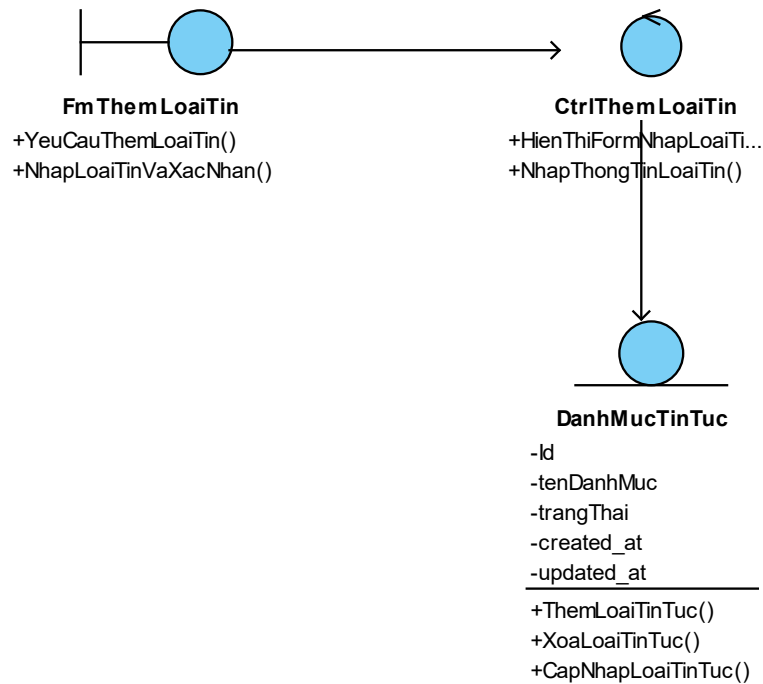 FmThemLoaiTin
+YeuCauThemLoaiTin()
+NhapLoaiTinVaXacNhan()
CtrlThemLoaiTin
+HienThiFormNhapLoaiTi...
+NhapThongTinLoaiTin()
DanhMucTinTuc
-Id
-tenDanhMuc
-trangThai
-created_at
-updated_at
+ThemLoaiTinTuc()
+XoaLoaiTinTuc()
+CapNhapLoaiTinTuc()